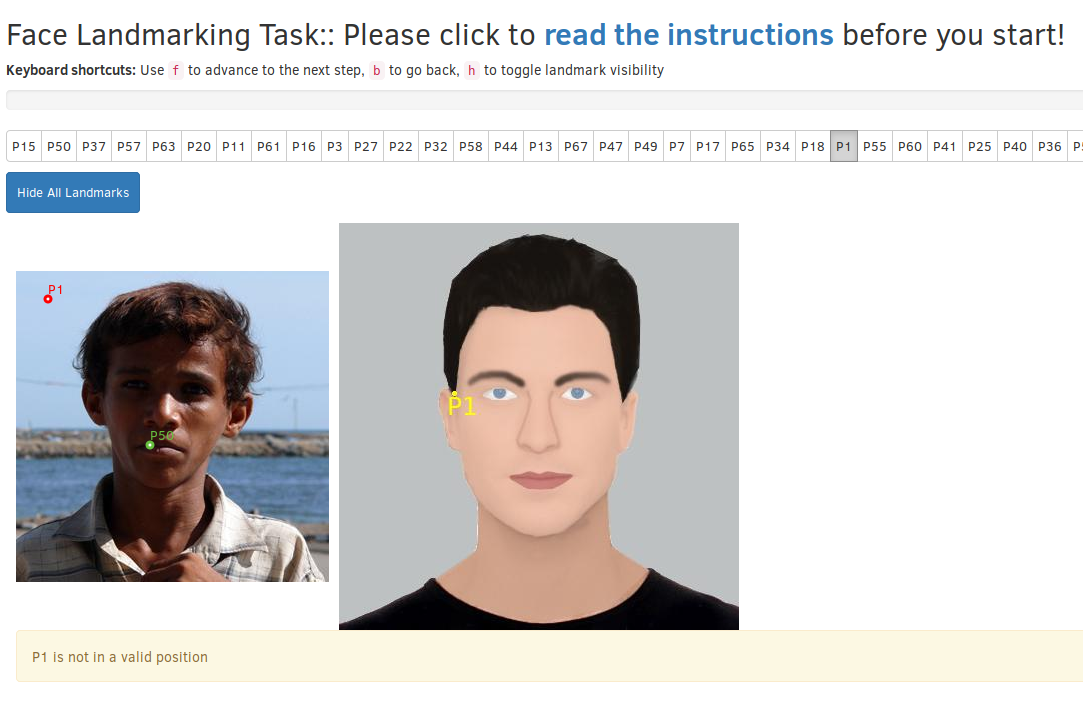 Face Landmarking Task:: Please click to read the instructions before you start!
Keyboard shortcuts: Use f to advance to the next step, b to go back, h to toggle landmark visibility
P15 P50 P37 P57 P63 P20 P11 P61 P16 P3 P27 P22 P32 P58 P44 P13 P67 P47 P49 P7 P17 P65 P34 P18 P1 P55 P60 P41 P25 P40 P36
Hide All Landmarks
P1
P50
P1
P1 is not in a valid position